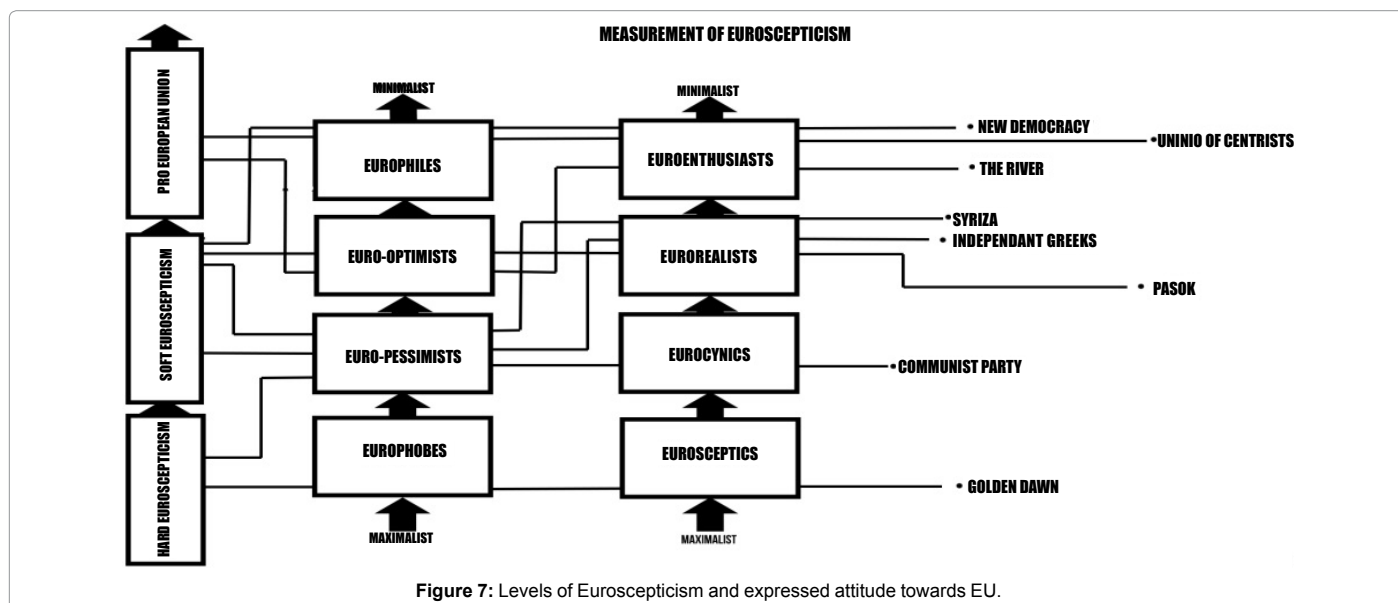 MEASUREMENT OF EUROSCEPTICISM
PRO EUROPEAN UNION
SOFT EUROSCEPTICISM
HARD EUROSCEPTICISM
MINIMALIST
EUROPHILES
EURO-OPTIMISTS
EURO-PESSIMISTS
EUROPHOBES
MAXIMALIST
MINIMALIST
EUROENTHUSIASTS
EUROREALISTS
EUROCYNICS
EUROSCEPTICS
MAXIMALIST
• NEW DEMOCRACY
• UNINIO OF CENTRISTS
• THE RIVER
• SYRIZA
• INDEPENDANT GREEKS
• PASOK
• COMMUNIST PARTY
• GOLDEN DAWN
Figure 7: Levels of Euroscepticism and expressed attitude towards EU.